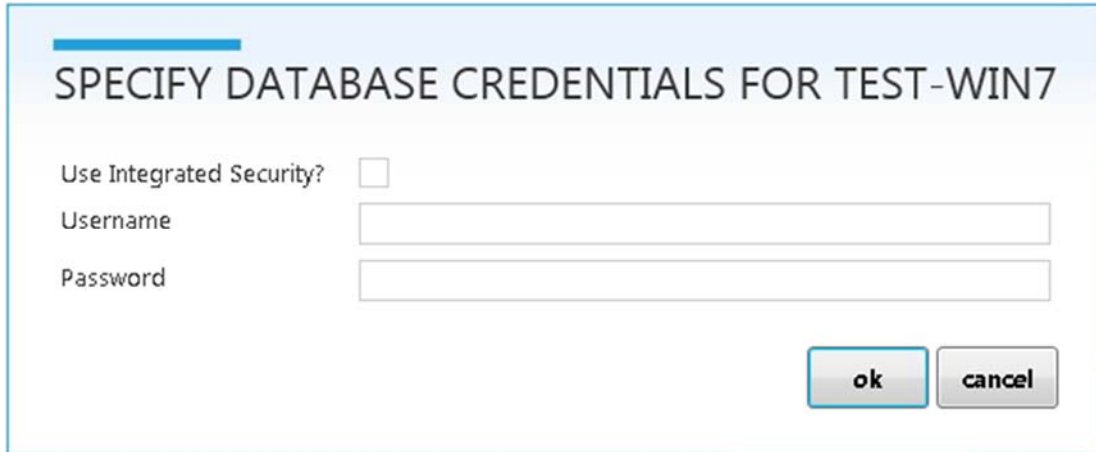 SPECIFY DATABASE CREDENTIALS FOR TEST-WIN7
Use Integrated Security?
Username
Password
ok cancel